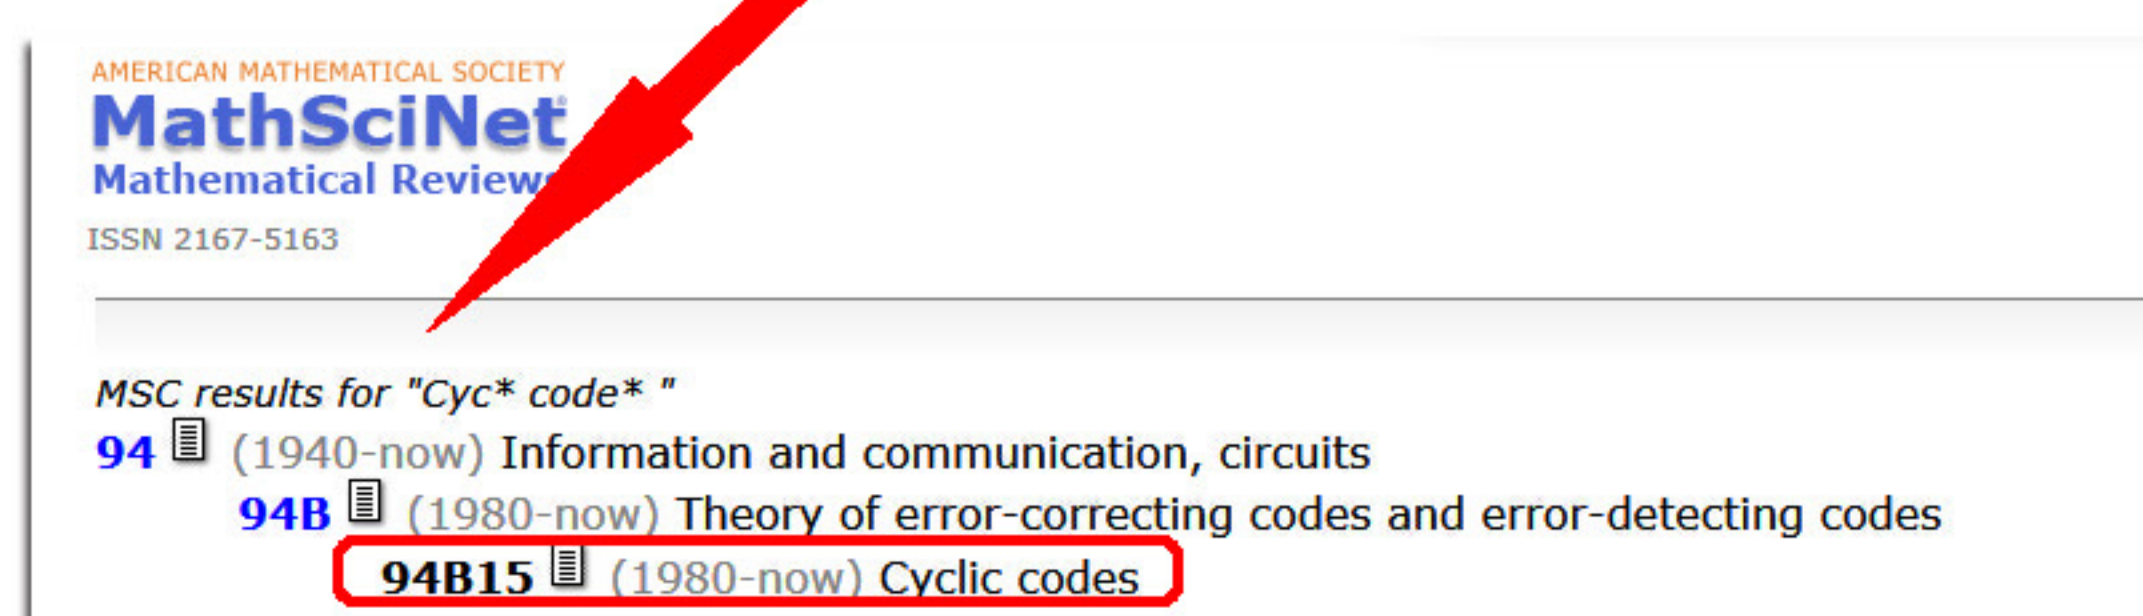 AMERICAN MATHEMATICAL SOCIETY
MathSciNet®
Mathematical Reviews
ISSN 2167-5163
MSC results for "Cyc* code* "
94 (1940-now) Information and communication, circuits
94B (1980-now) Theory of error-correcting codes and error-detecting codes
94B15 (1980-now) Cyclic codes